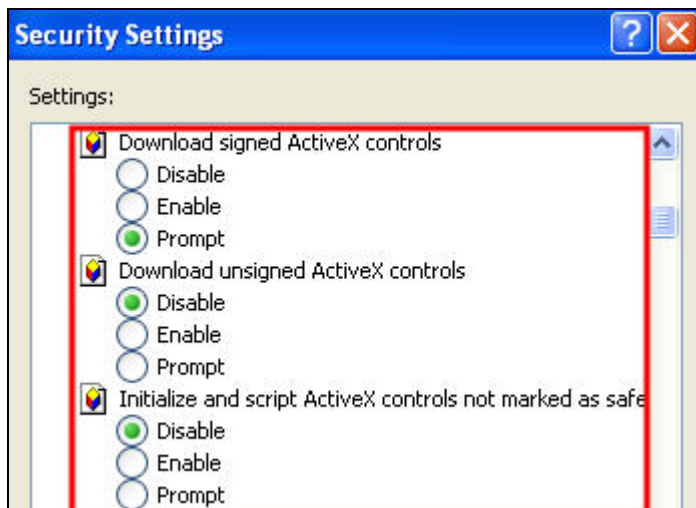 Security Settings
Settings:
Download signed ActiveX controls
Disable
Enable
Prompt
Download unsigned ActiveX controls
Disable
Enable
Prompt
Initialize and script ActiveX controls not marked as safe
Disable
Enable
Prompt